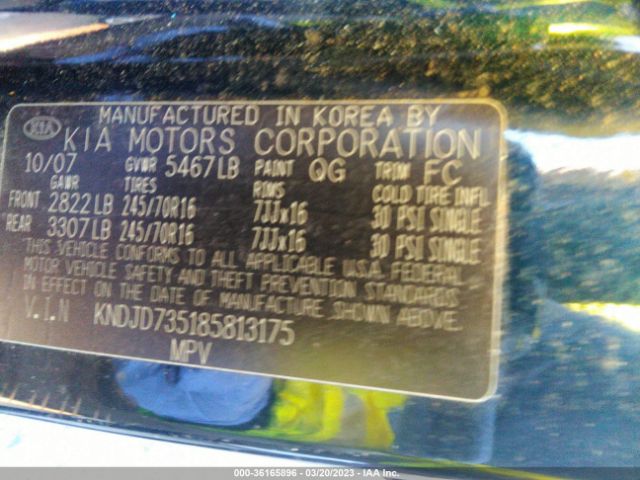 MANUFACTURED IN KOREA BY
KIA KIA MOTORS CORPORATION
10/07 GVWR 5467LB PAINT QG TRIM FC
GAWR TIRES RIMS COLD TIRE INFL
FRONT 2822LB 245/70R16 7JJx16 30 PSI SINGLE
REAR 3307LB 245/70R16 7JJx16 30 PSI SINGLE
THIS VEHICLE CONFORMS TO ALL APPLICABLE U.S.A. FEDERAL
MOTOR VEHICLE SAFETY AND THEFT PREVENTION STANDARDS
IN EFFECT ON THE DATE OF MANUFACTURE SHOWN ABOVE
V.I.N KNDJD735185813175
MPV
000-36165896 — 03/20/2023 — IAA Inc.